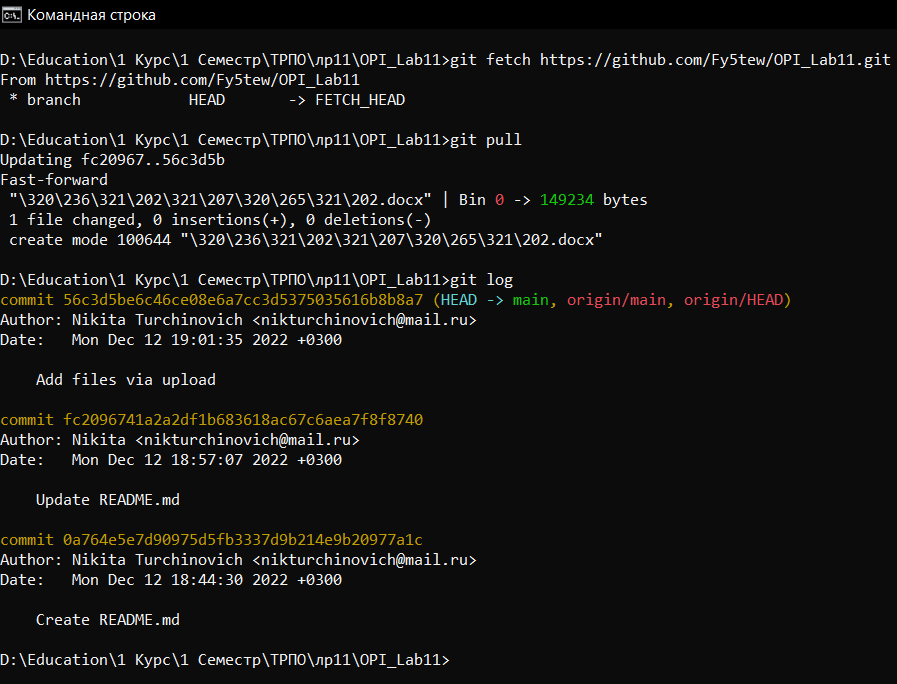 Командная строка
D:\Education\1 Курс\1 Семестр\ТРПО\лр11\OPI_Lab11>git fetch https://github.com/Fy5tew/OPI_Lab11.git
From https://github.com/Fy5tew/OPI_Lab11
 * branch            HEAD       -> FETCH_HEAD
D:\Education\1 Курс\1 Семестр\ТРПО\лр11\OPI_Lab11>git pull
Updating fc20967..56c3d5b
Fast-forward
 "\320\236\321\202\321\207\320\265\321\202.docx" | Bin 0 -> 149234 bytes
 1 file changed, 0 insertions(+), 0 deletions(-)
 create mode 100644 "\320\236\321\202\321\207\320\265\321\202.docx"
D:\Education\1 Курс\1 Семестр\ТРПО\лр11\OPI_Lab11>git log
commit 56c3d5be6c46ce08e6a7cc3d5375035616b8b8a7 (HEAD -> main, origin/main, origin/HEAD)
Author: Nikita Turchinovich <nikturchinovich@mail.ru>
Date:   Mon Dec 12 19:01:35 2022 +0300
    Add files via upload
commit fc2096741a2a2df1b683618ac67c6aea7f8f8740
Author: Nikita <nikturchinovich@mail.ru>
Date:   Mon Dec 12 18:57:07 2022 +0300
    Update README.md
commit 0a764e5e7d90975d5fb3337d9b214e9b20977a1c
Author: Nikita Turchinovich <nikturchinovich@mail.ru>
Date:   Mon Dec 12 18:44:30 2022 +0300
    Create README.md
D:\Education\1 Курс\1 Семестр\ТРПО\лр11\OPI_Lab11>